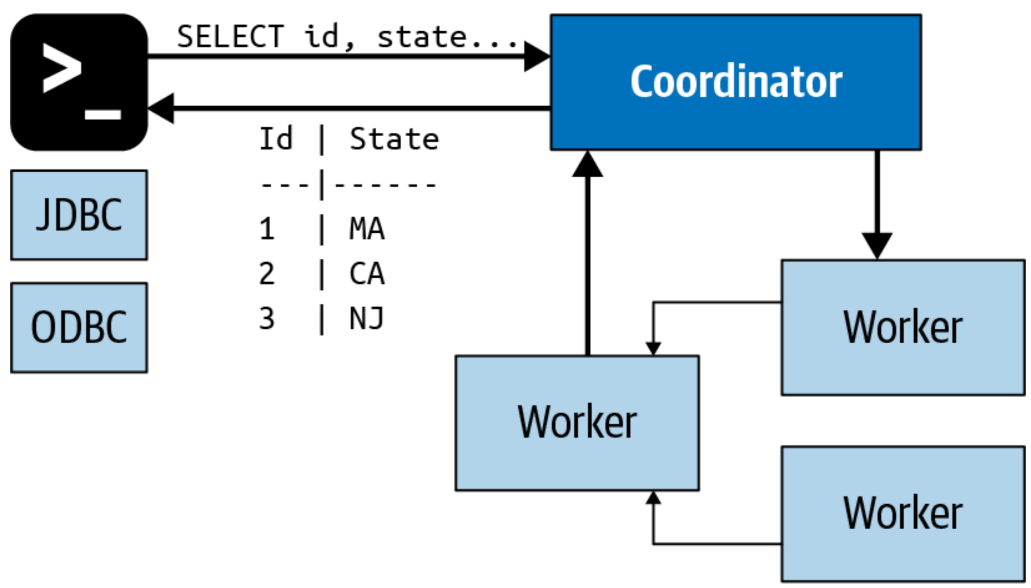 >_
SELECT id, state...
Coordinator
Id | State
---|------
1 | MA
2 | CA
3 | NJ
JDBC
ODBC
Worker
Worker
Worker